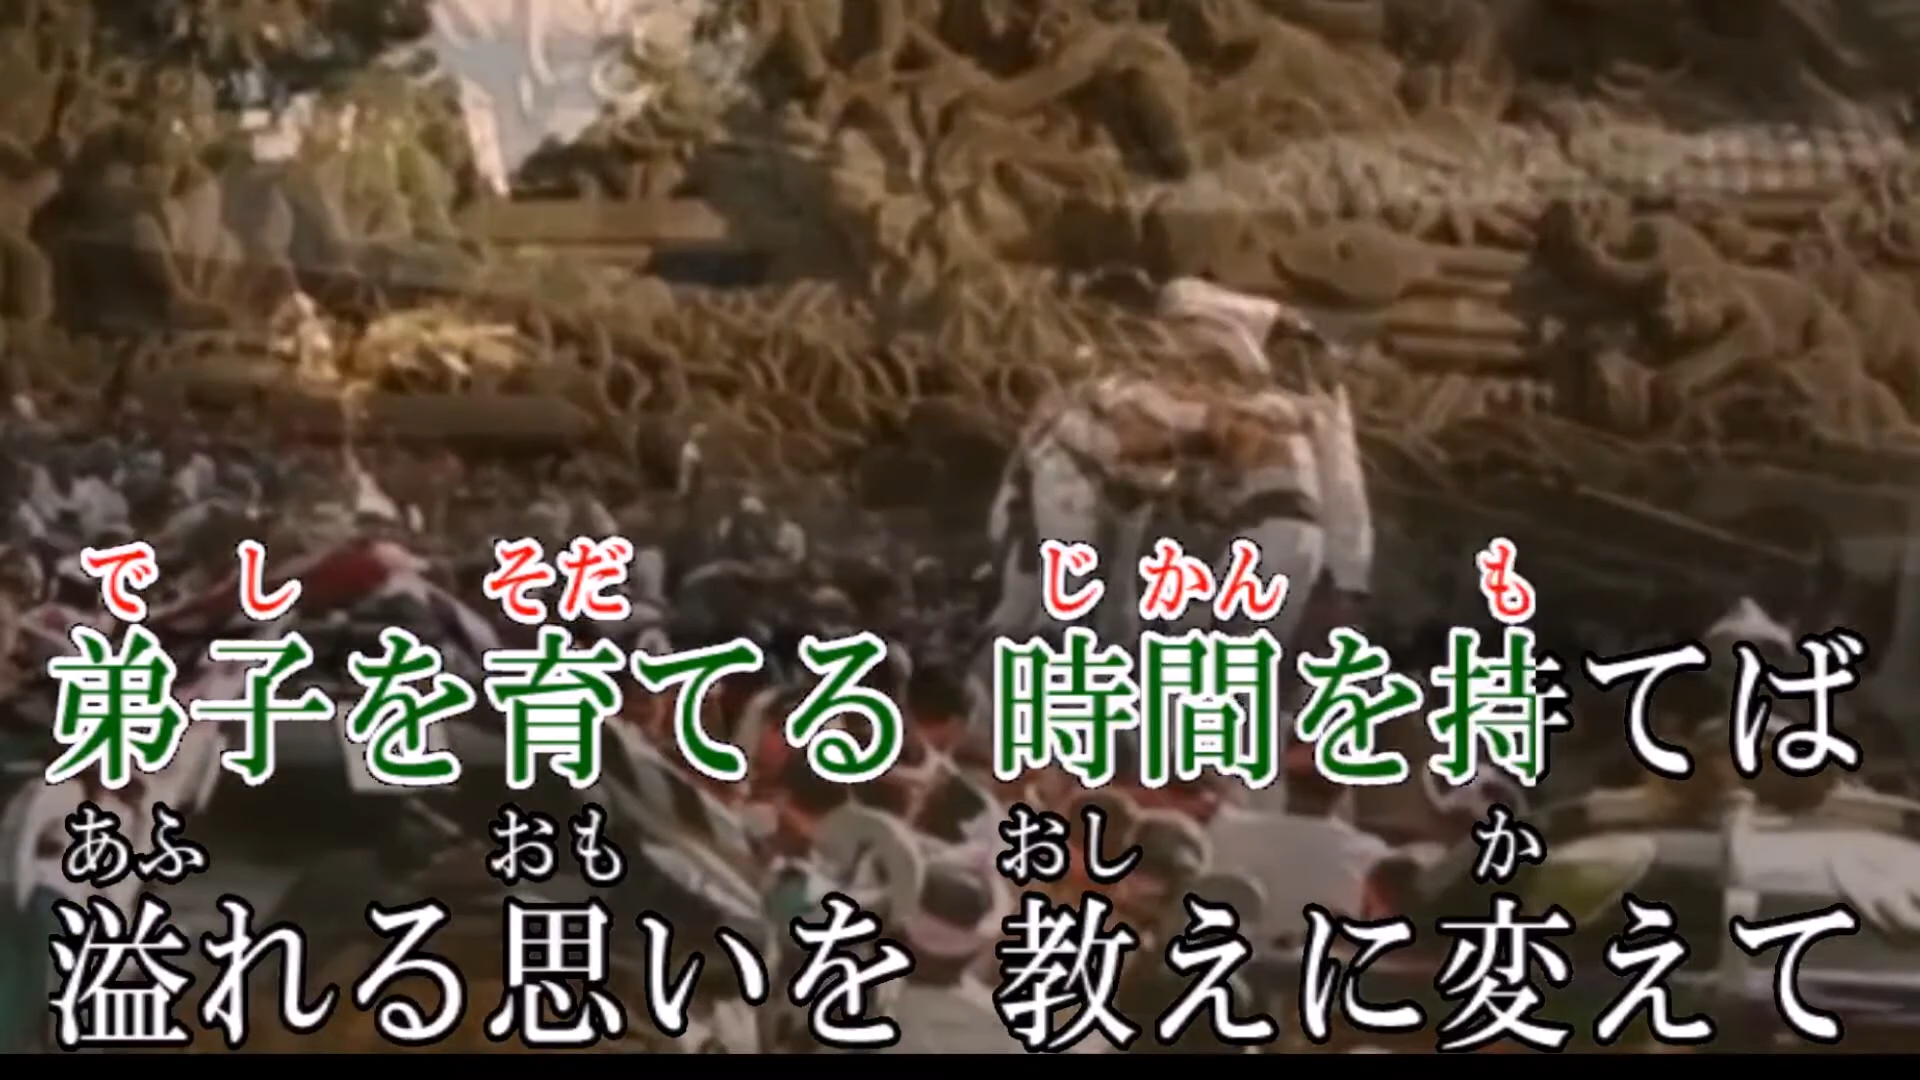 でし そだ じかん も
弟子を育てる 時間を持てば
あふ おも おし か
溢れる思いを 教えに変えて